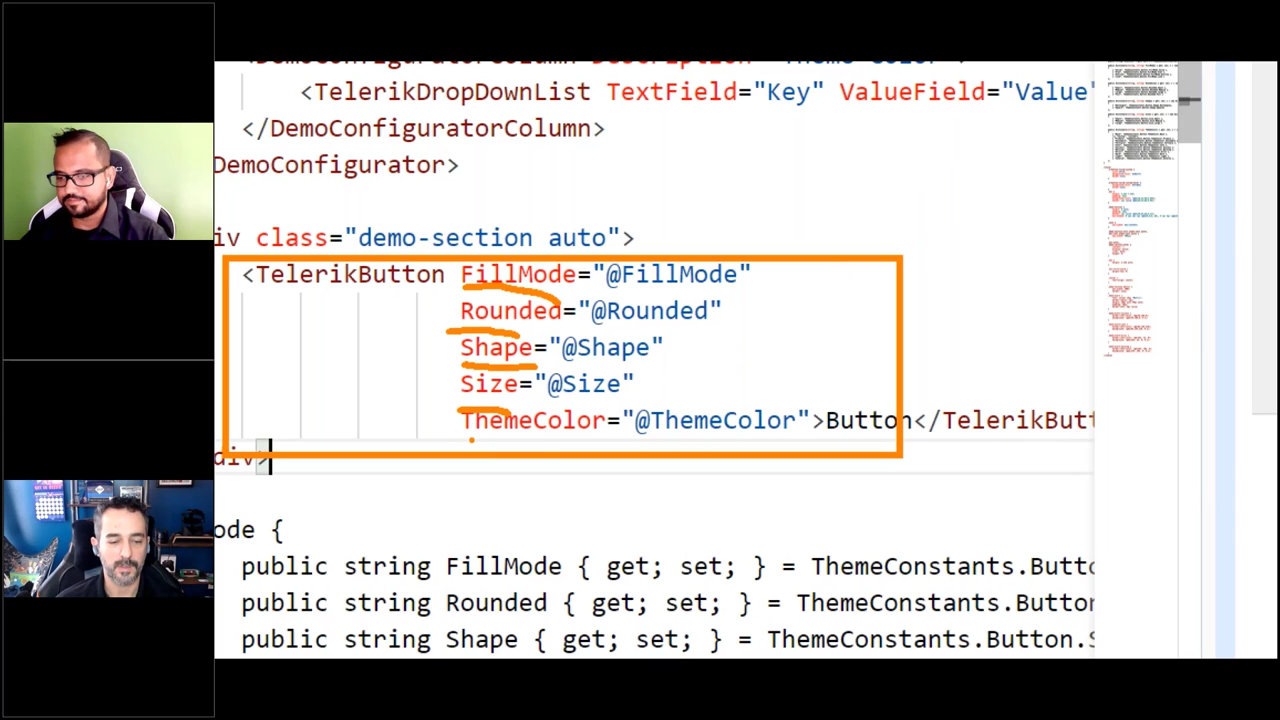 <TelerikDropDownList TextField="Key" ValueField="Value"
</DemoConfiguratorColumn>
DemoConfigurator>
iv class="demo-section auto">
<TelerikButton FillMode="@FillMode"
Rounded="@Rounded"
Shape="@Shape"
Size="@Size"
ThemeColor="@ThemeColor">Button</TelerikButt
div>
ode {
public string FillMode { get; set; } = ThemeConstants.Butto
public string Rounded { get; set; } = ThemeConstants.Button
public string Shape { get; set; } = ThemeConstants.Button.S